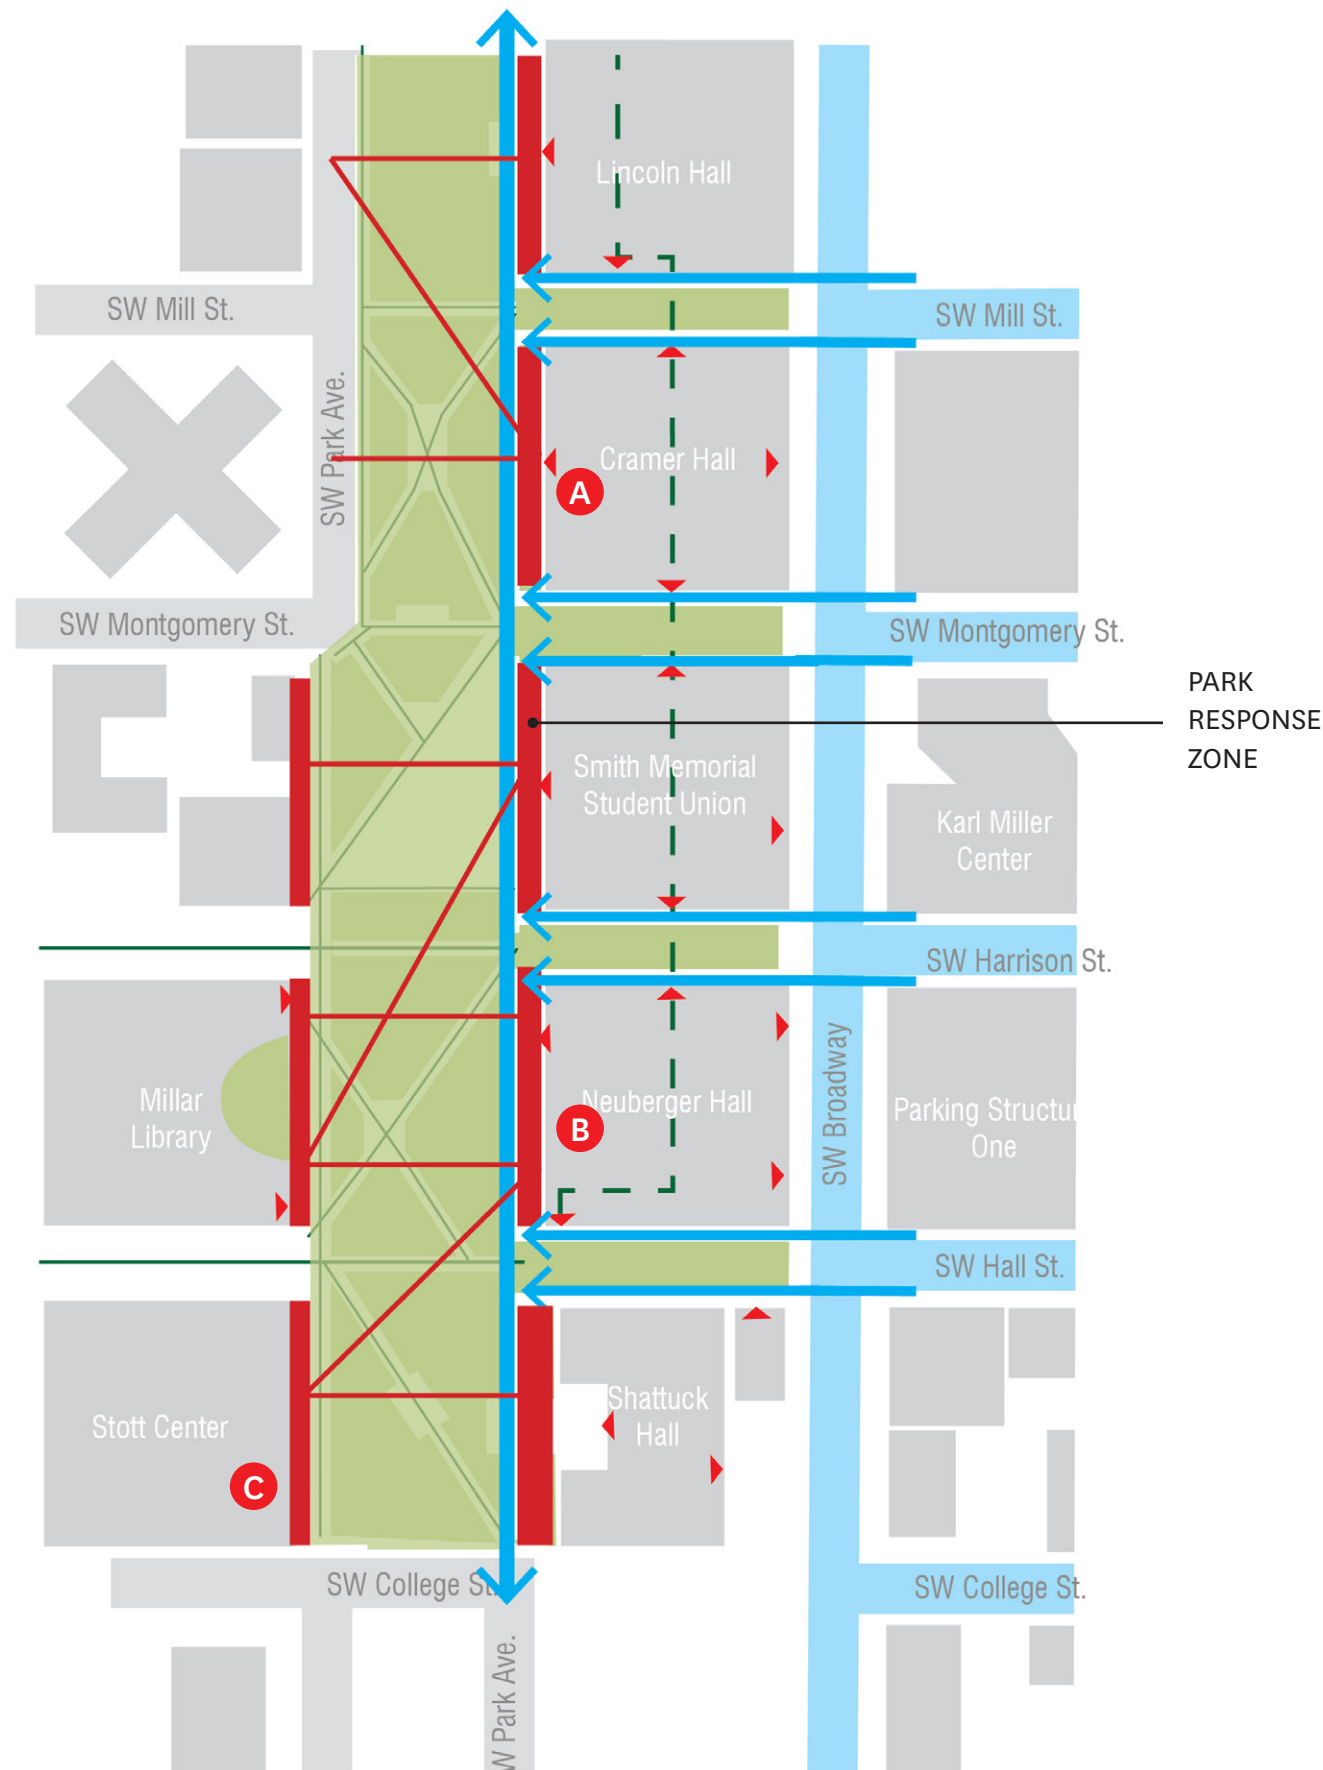 Lincoln Hall
SW Mill St.
SW Mill St.
SW Park Ave.
Cramer Hall
A
SW Montgomery St.
SW Montgomery St.
PARK
RESPONSE
ZONE
Smith Memorial
Student Union
Karl Miller
Center
SW Harrison St.
SW Broadway
Millar
Library
Neuberger Hall
B
Parking Structu
One
SW Hall St.
Shattuck
Hall
Stott Center
C
SW College St.
SW College St.
W Park Ave.